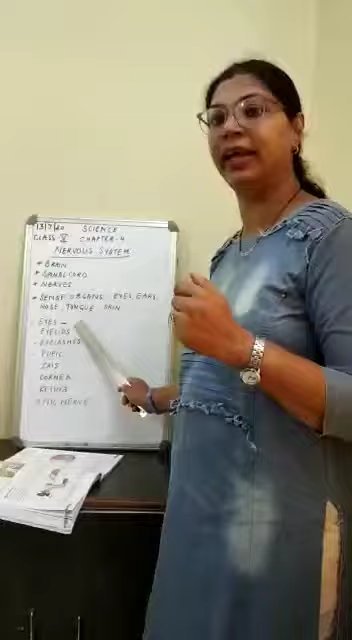 13/7/20 SCIENCE
CLASS V CHAPTER-4
NERVOUS SYSTEM
* BRAIN
* SPINAL CORD
* NERVES
* SENSE ORGANS EYES, EARS,
NOSE, TONGUE SKIN
- EYES -
EYELIDS
- EYELASHES
- PUPIL
- IRIS
- CORNEA
- RETINA
OPTIC NERVE